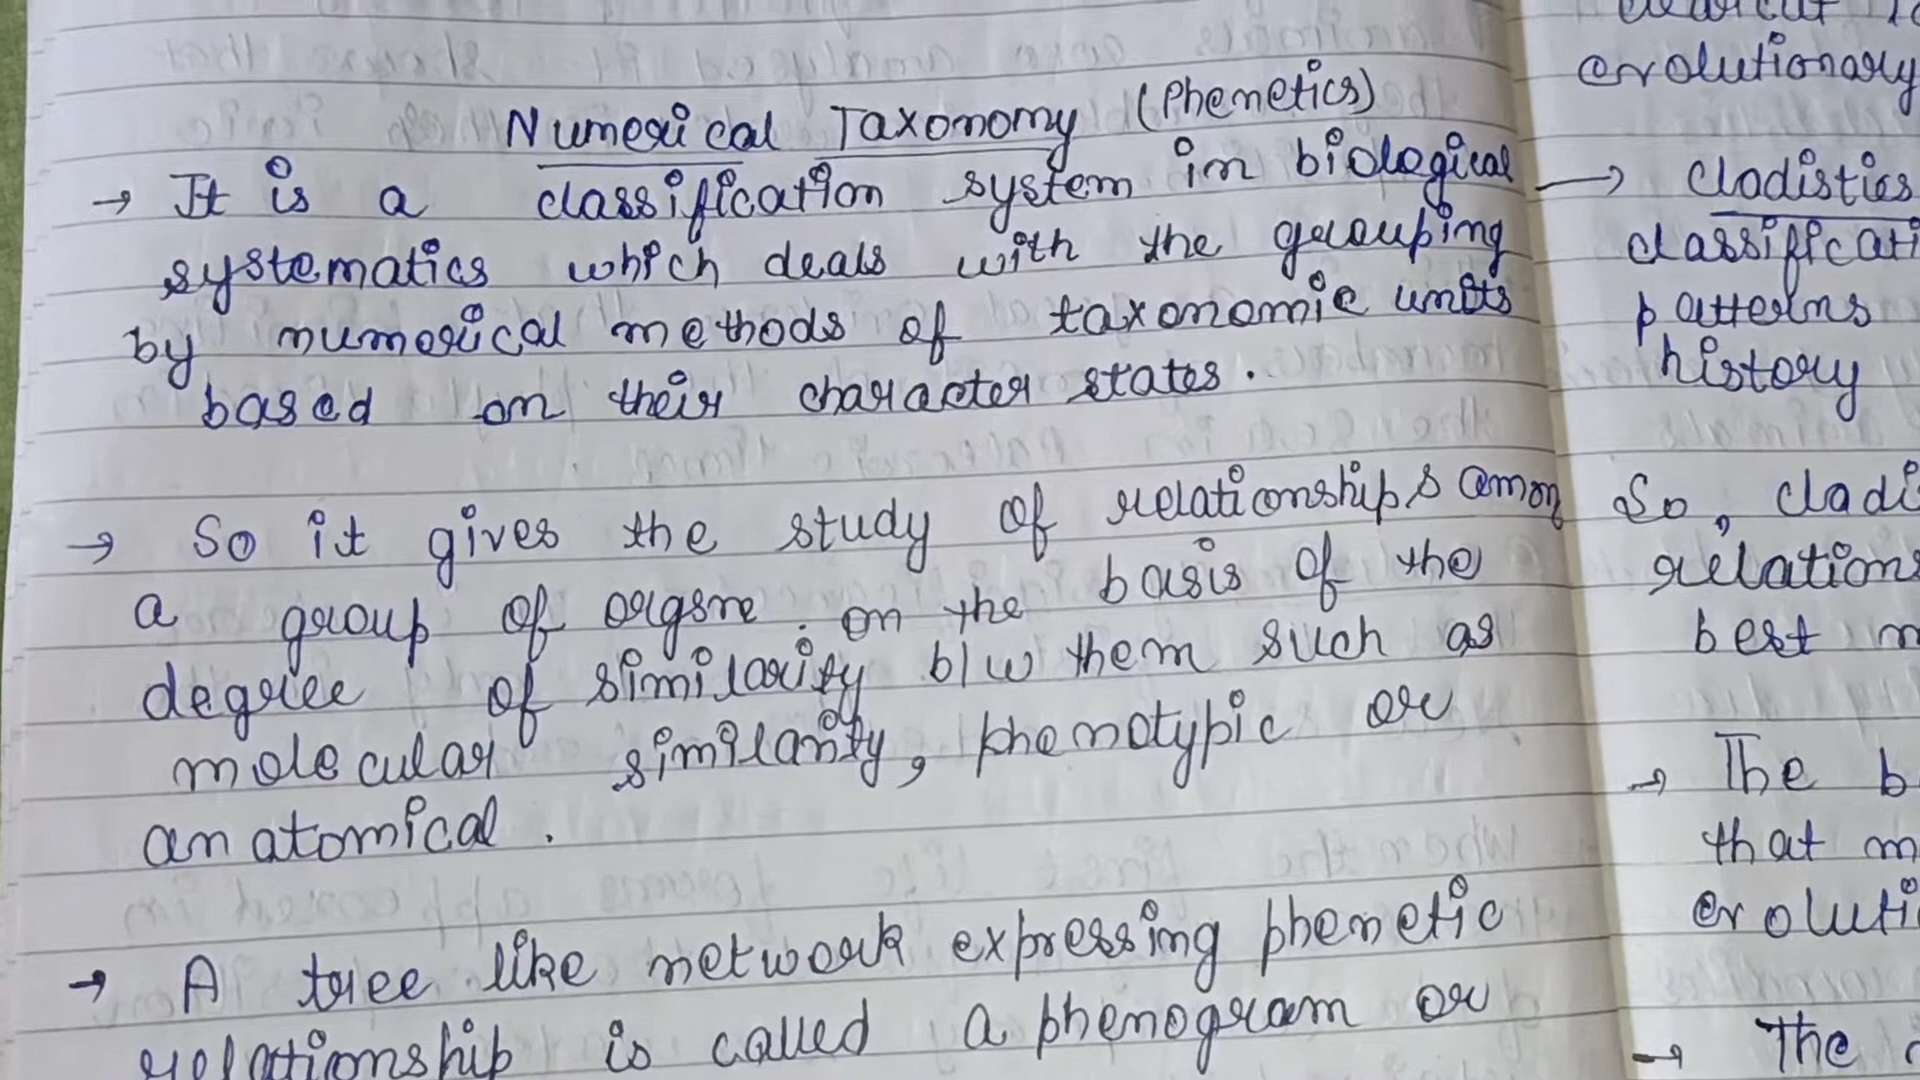 Numerical Taxonomy (Phenetics)
→ It is a classification system in biological
systematics which deals with the grouping
by numerical methods of taxonomic units
based on their character states.
→ So it gives the study of relationships among
a group of orgsm. on the basis of the
degree of similarity b/w them such as
molecular similarity, phenotypic or
anatomical.
→ A tree like network expressing phenetic
relationship is called a phenogram or
evolutionary
→ cladistics
classificati
patterns
history
So, cladi
relations
best m
→ The b
that m
evoluti
→ The